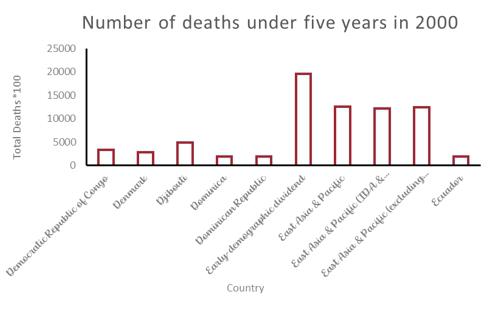 Number of deaths under five years in 2000
Total Deaths *100
25000
20000
15000
10000
5000
0
Democratic Republic of Congo
Denmark
Djibouti
Dominica
Dominican Republic
Early-demographic dividend
East Asia & Pacific
East Asia & Pacific (IDA &...
East Asia & Pacific (excluding...
Ecuador
Country